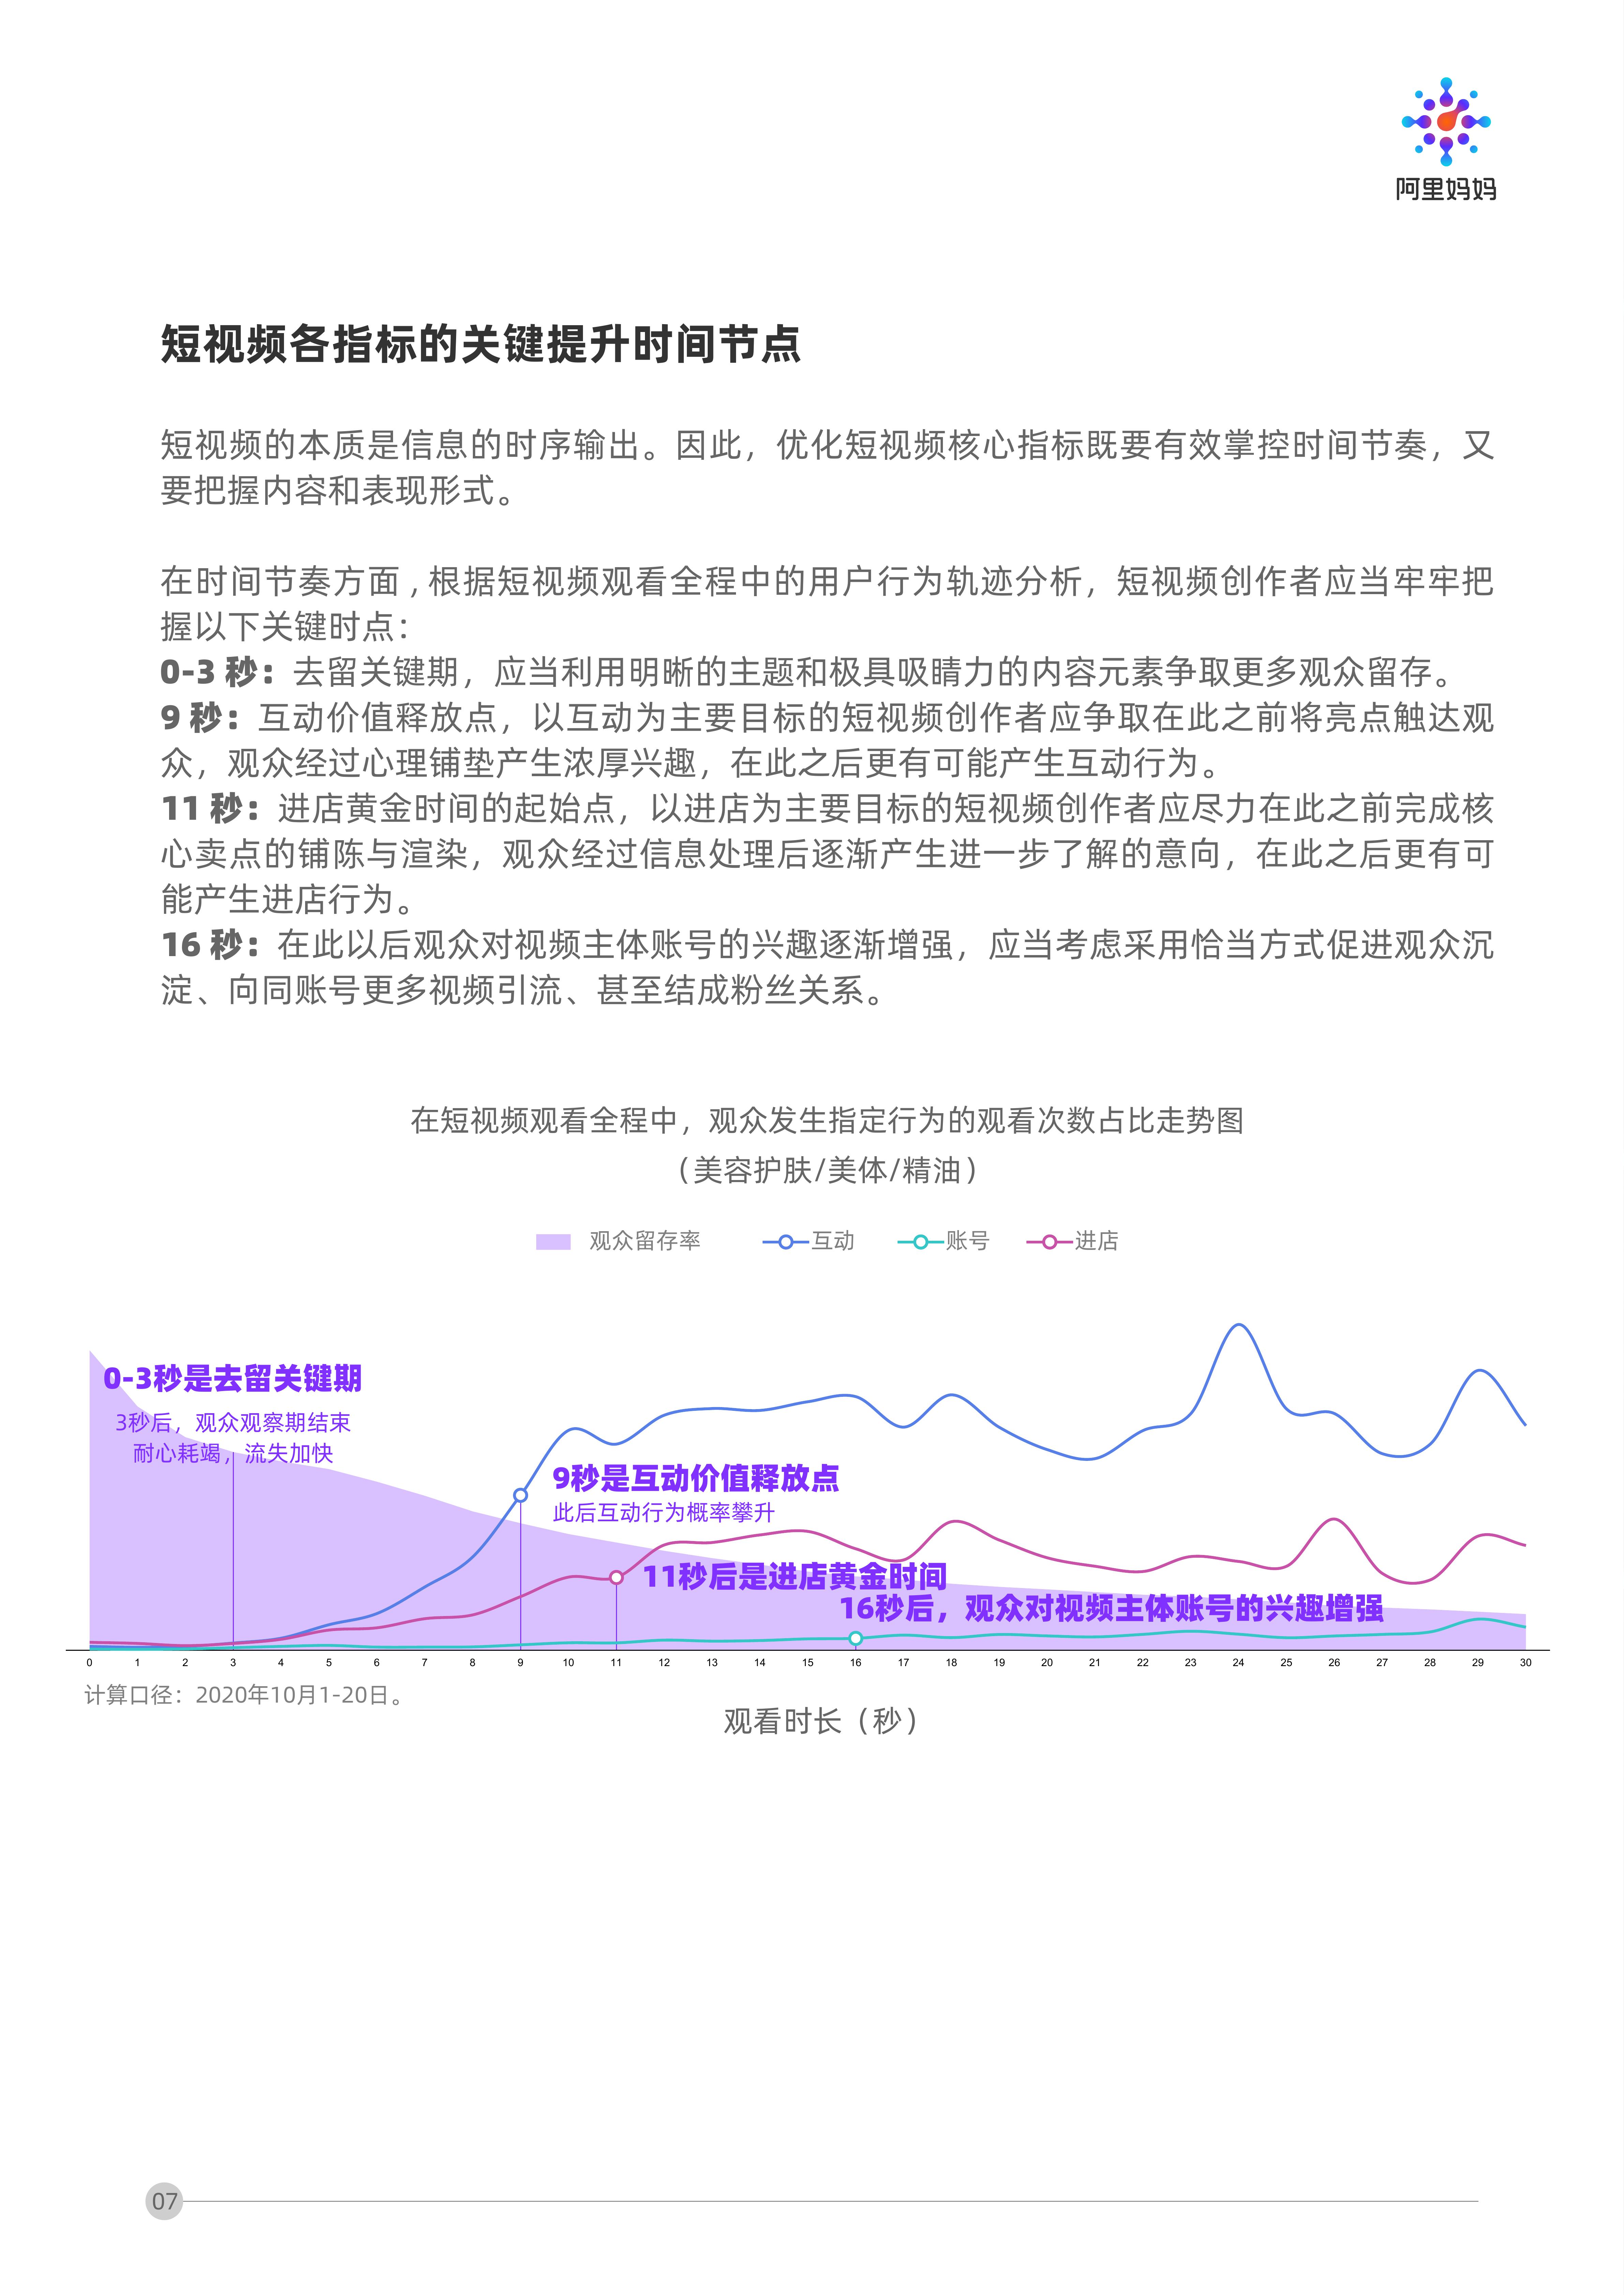 阿里妈妈
短视频各指标的关键提升时间节点
短视频的本质是信息的时序输出。因此，优化短视频核心指标既要有效掌控时间节奏，又
要把握内容和表现形式。
在时间节奏方面 , 根据短视频观看全程中的用户行为轨迹分析，短视频创作者应当牢牢把
握以下关键时点：
0-3 秒：去留关键期，应当利用明晰的主题和极具吸睛力的内容元素争取更多观众留存。
9 秒：互动价值释放点，以互动为主要目标的短视频创作者应争取在此之前将亮点触达观
众，观众经过心理铺垫产生浓厚兴趣，在此之后更有可能产生互动行为。
11 秒：进店黄金时间的起始点，以进店为主要目标的短视频创作者应尽力在此之前完成核
心卖点的铺陈与渲染，观众经过信息处理后逐渐产生进一步了解的意向，在此之后更有可
能产生进店行为。
16 秒：在此以后观众对视频主体账号的兴趣逐渐增强，应当考虑采用恰当方式促进观众沉
淀、向同账号更多视频引流、甚至结成粉丝关系。
在短视频观看全程中，观众发生指定行为的观看次数占比走势图
（美容护肤/美体/精油）
观众留存率 互动 账号 进店
0-3秒是去留关键期
3秒后，观众观察期结束
耐心耗竭，流失加快
9秒是互动价值释放点
此后互动行为概率攀升
11秒后是进店黄金时间
16秒后，观众对视频主体账号的兴趣增强
0 1 2 3 4 5 6 7 8 9 10 11 12 13 14 15 16 17 18 19 20 21 22 23 24 25 26 27 28 29 30
计算口径：2020年10月1-20日。
观看时长（秒）
07